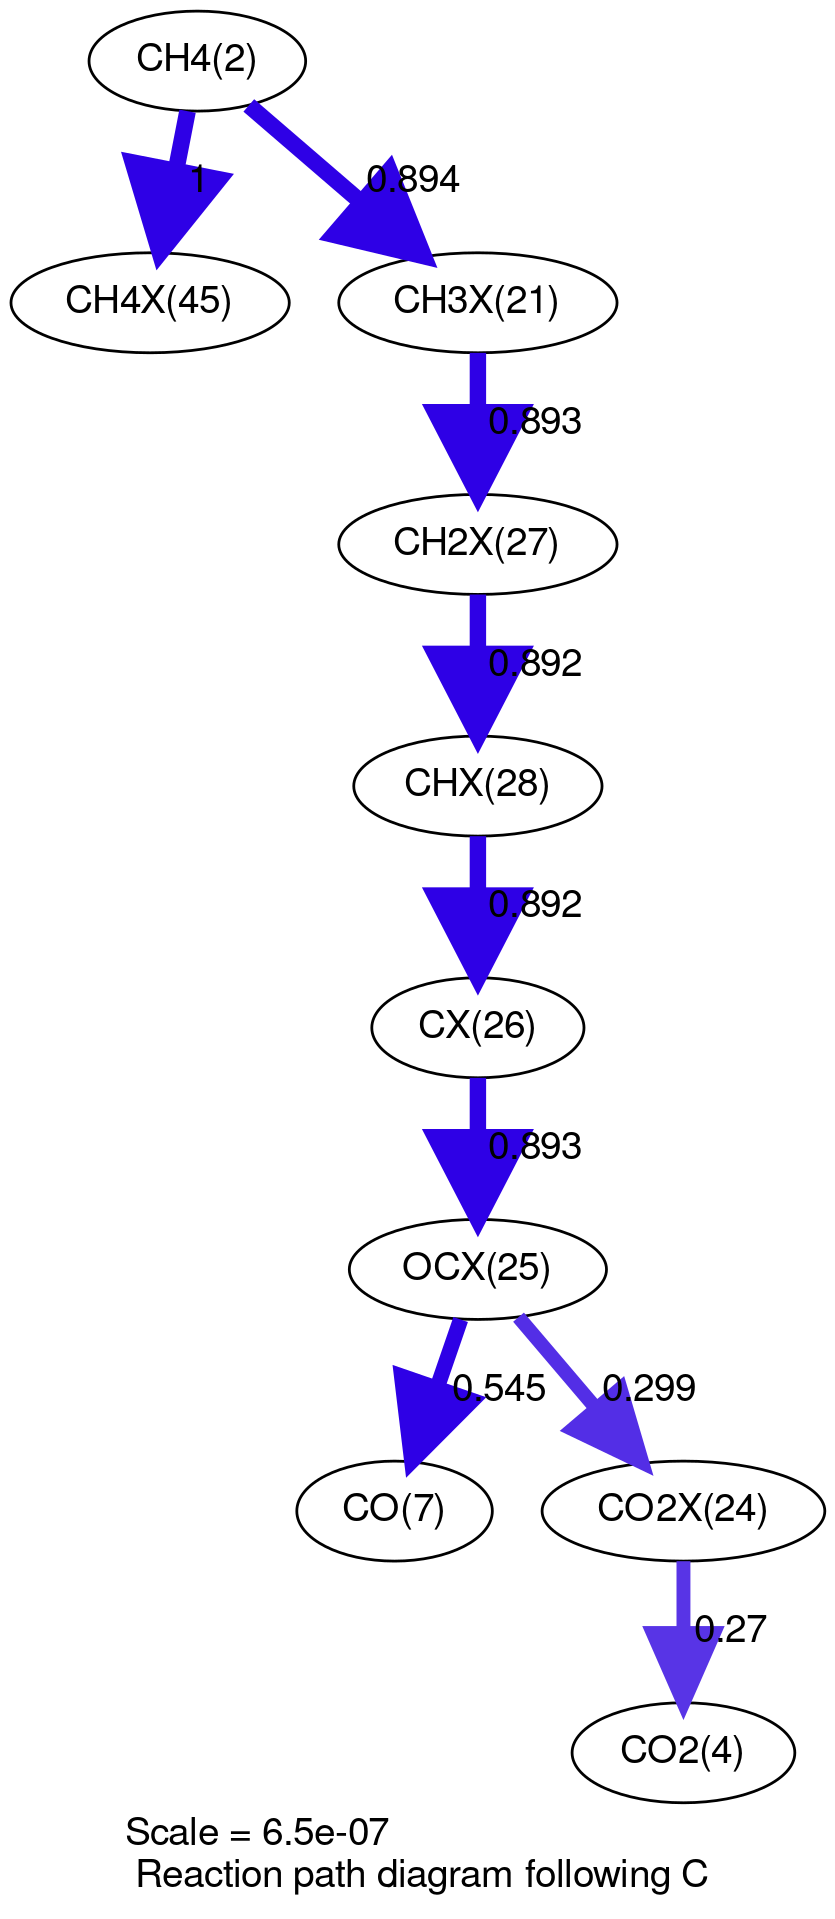 CH4(2)
1
0.894
CH4X(45)
CH3X(21)
0.893
CH2X(27)
0.892
CHX(28)
0.892
CX(26)
0.893
OCX(25)
0.545
0.299
CO(7)
CO2X(24)
0.27
CO2(4)
Scale = 6.5e-07
Reaction path diagram following C